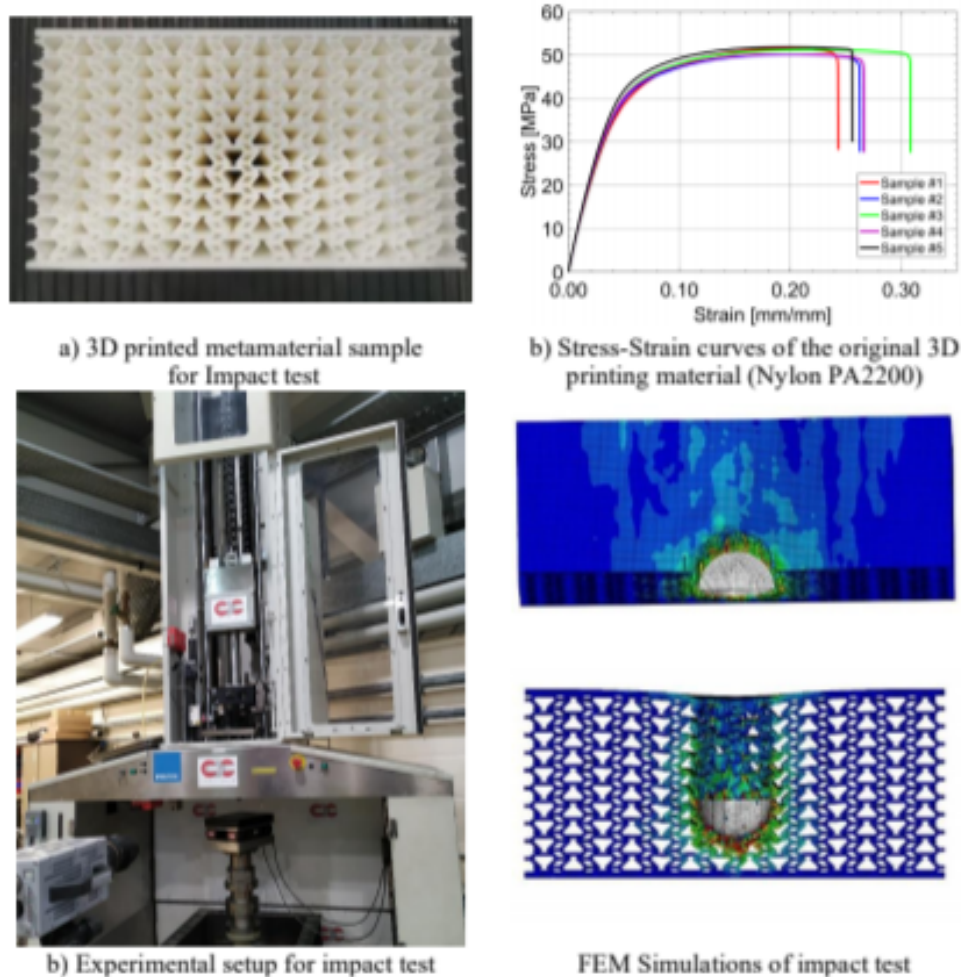 60
50
40
30
20
10
0
Stress [MPa]
Sample #1
Sample #2
Sample #3
Sample #4
Sample #5
0.00 0.10 0.20 0.30
Strain [mm/mm]
a) 3D printed metamaterial sample
for Impact test
b) Stress-Strain curves of the original 3D
printing material (Nylon PA2200)
b) Experimental setup for impact test
FEM Simulations of impact test